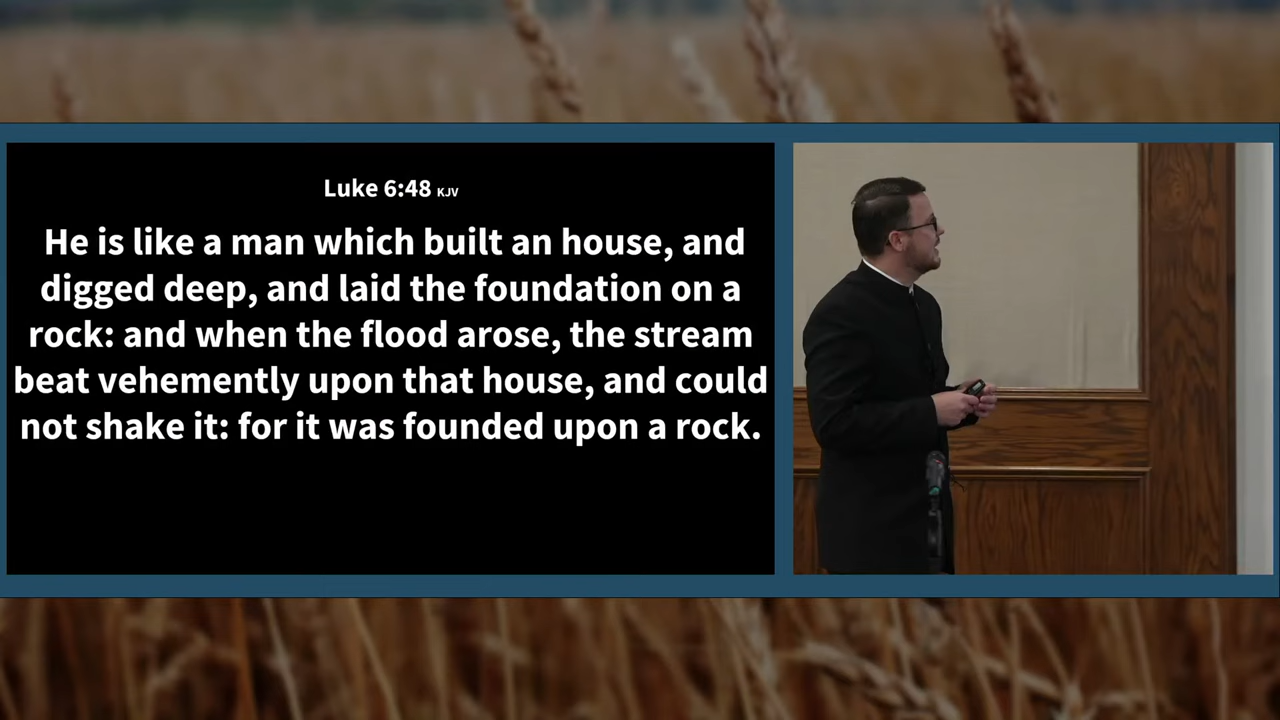 Luke 6:48 KJV
He is like a man which built an house, and
digged deep, and laid the foundation on a
rock: and when the flood arose, the stream
beat vehemently upon that house, and could
not shake it: for it was founded upon a rock.